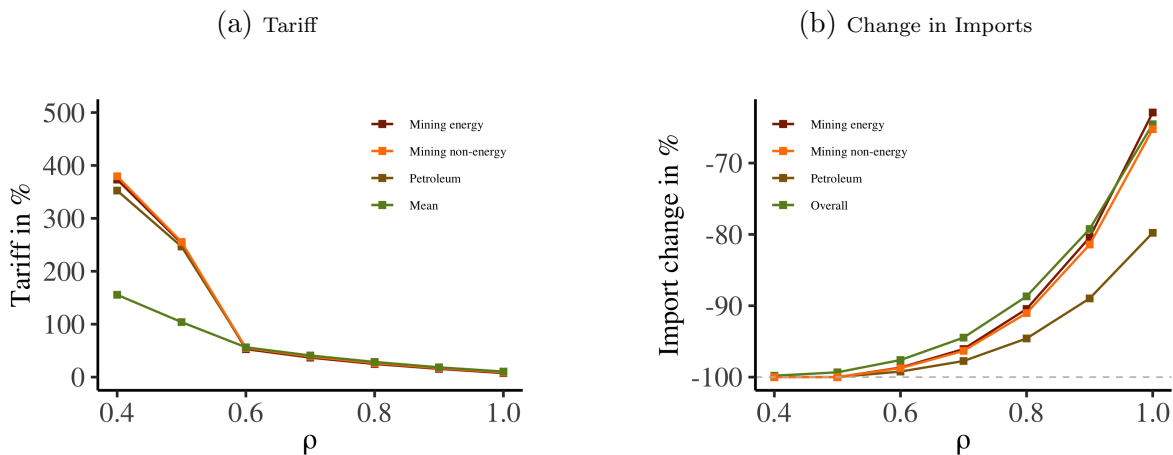 (a) Tariff
500
400
300
200
100
0
Tariff in %
0.4 0.6 0.8 1.0
ρ
Mining energy
Mining non-energy
Petroleum
Mean
(b) Change in Imports
-70
-80
-90
-100
Import change in %
0.4 0.6 0.8 1.0
ρ
Mining energy
Mining non-energy
Petroleum
Overall